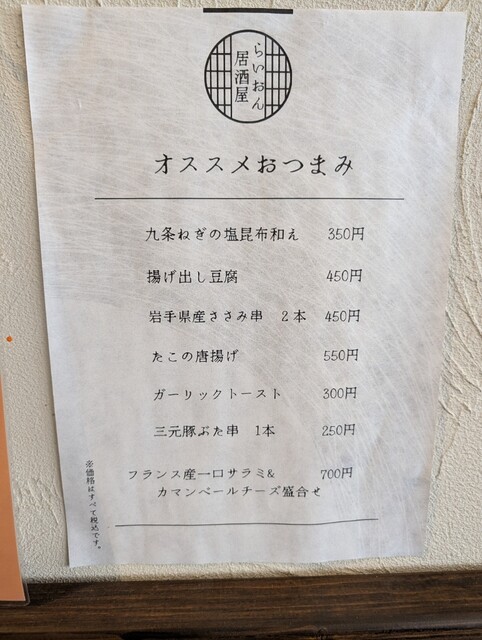 らいおん
居酒屋
オススメおつまみ
九条ねぎの塩昆布和え 350円
揚げ出し豆腐 450円
岩手県産ささみ串 2本 450円
たこの唐揚げ 550円
ガーリックトースト 300円
三元豚ぶた串 1本 250円
フランス産一口サラミ& 700円
カマンベールチーズ盛合せ
※価格はすべて税込です。